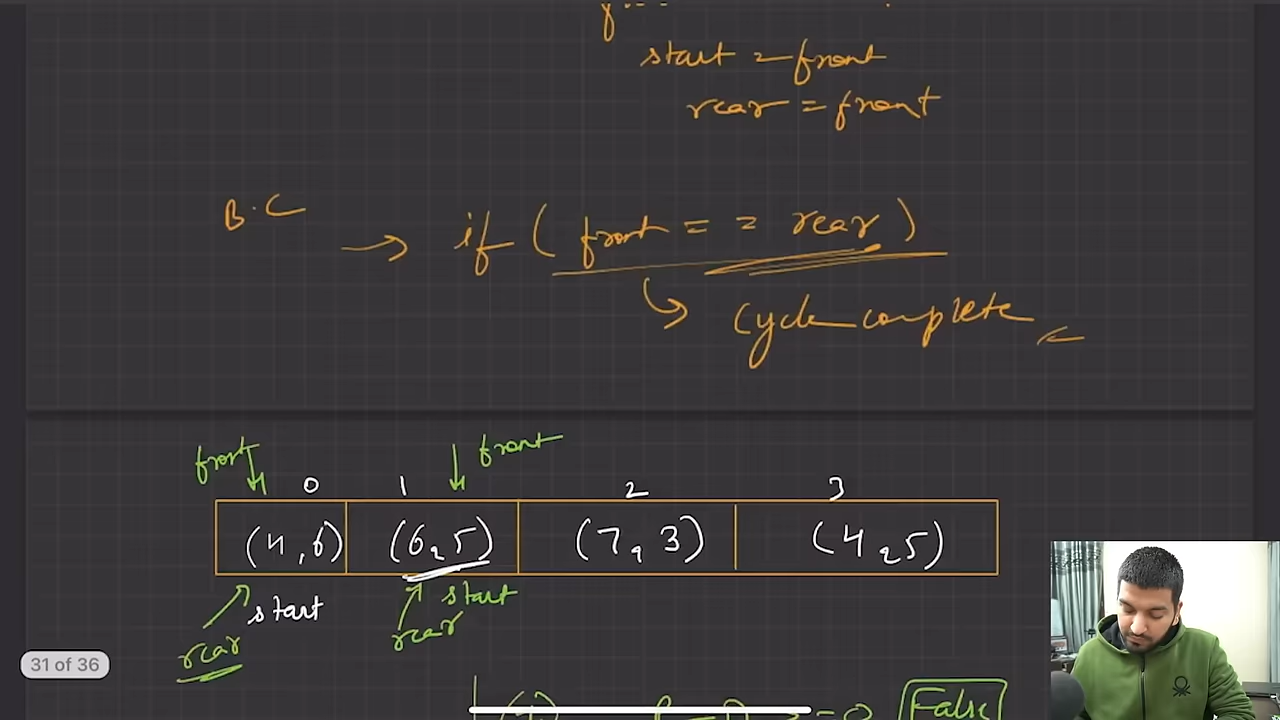 start = front
rear = front
B.C → if ( front == rear )
↳ cycle complete
front front
0 1 2 3
(4,6) (6,5) (7,3) (4,5)
start start
rear rear
31 of 36
= 0 False